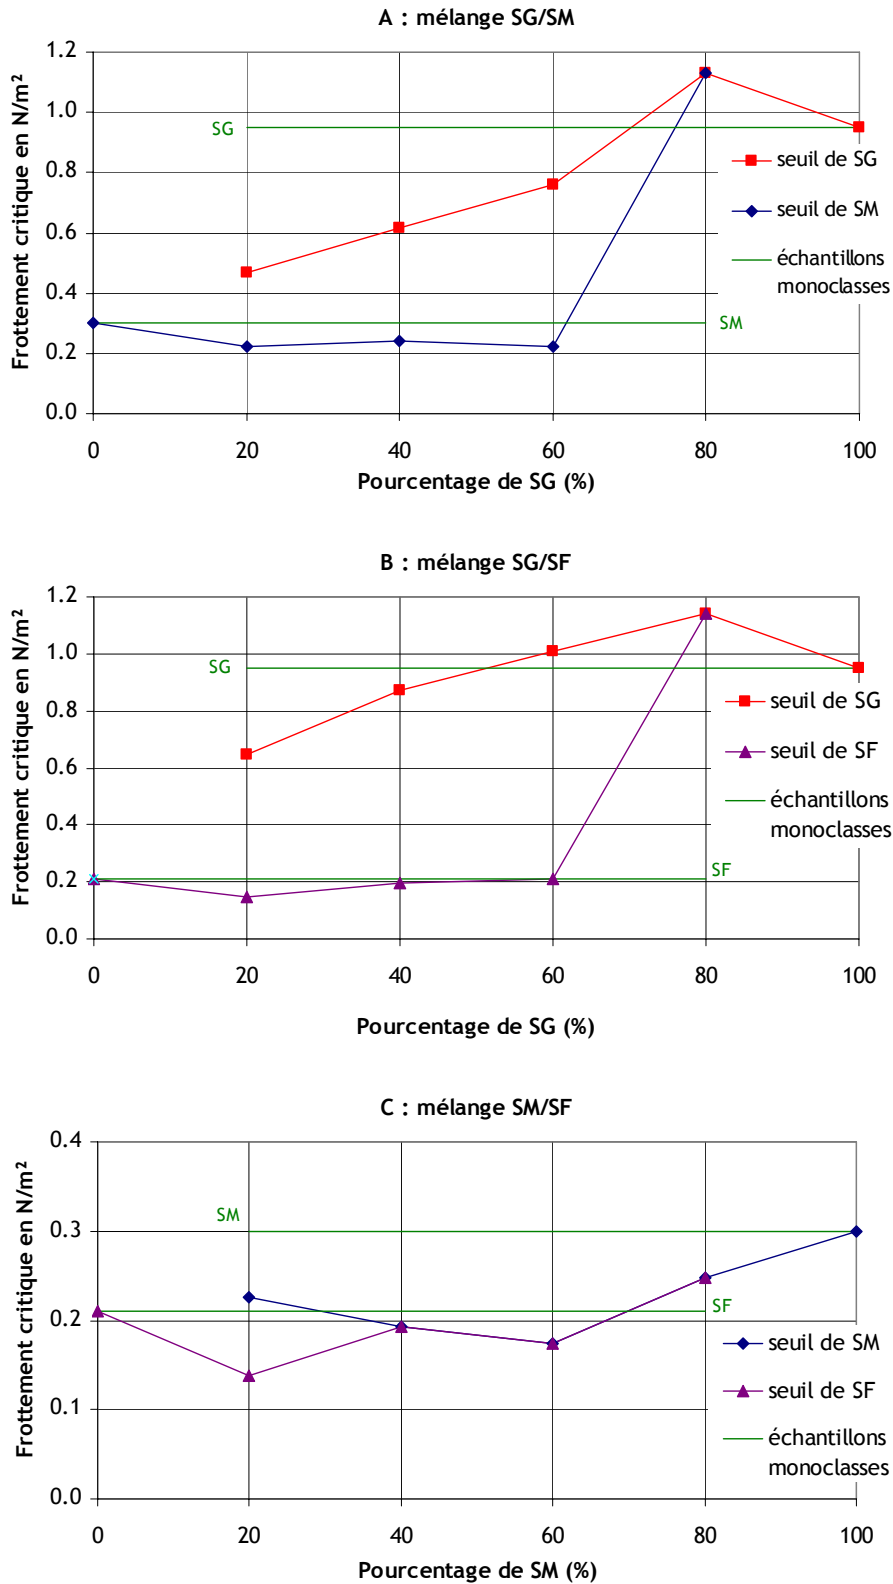 A : mélange SG/SM
Frottement critique en N/m²
1.2
1.0
0.8
0.6
0.4
0.2
0.0
SG
SM
seuil de SG
seuil de SM
échantillons
monoclasses
0 20 40 60 80 100
Pourcentage de SG (%)
B : mélange SG/SF
Frottement critique en N/m²
1.2
1.0
0.8
0.6
0.4
0.2
0.0
SG
SF
seuil de SG
seuil de SF
échantillons
monoclasses
0 20 40 60 80 100
Pourcentage de SG (%)
C : mélange SM/SF
Frottement critique en N/m²
0.4
0.3
0.2
0.1
0.0
SM
SF
seuil de SM
seuil de SF
échantillons
monoclasses
0 20 40 60 80 100
Pourcentage de SM (%)